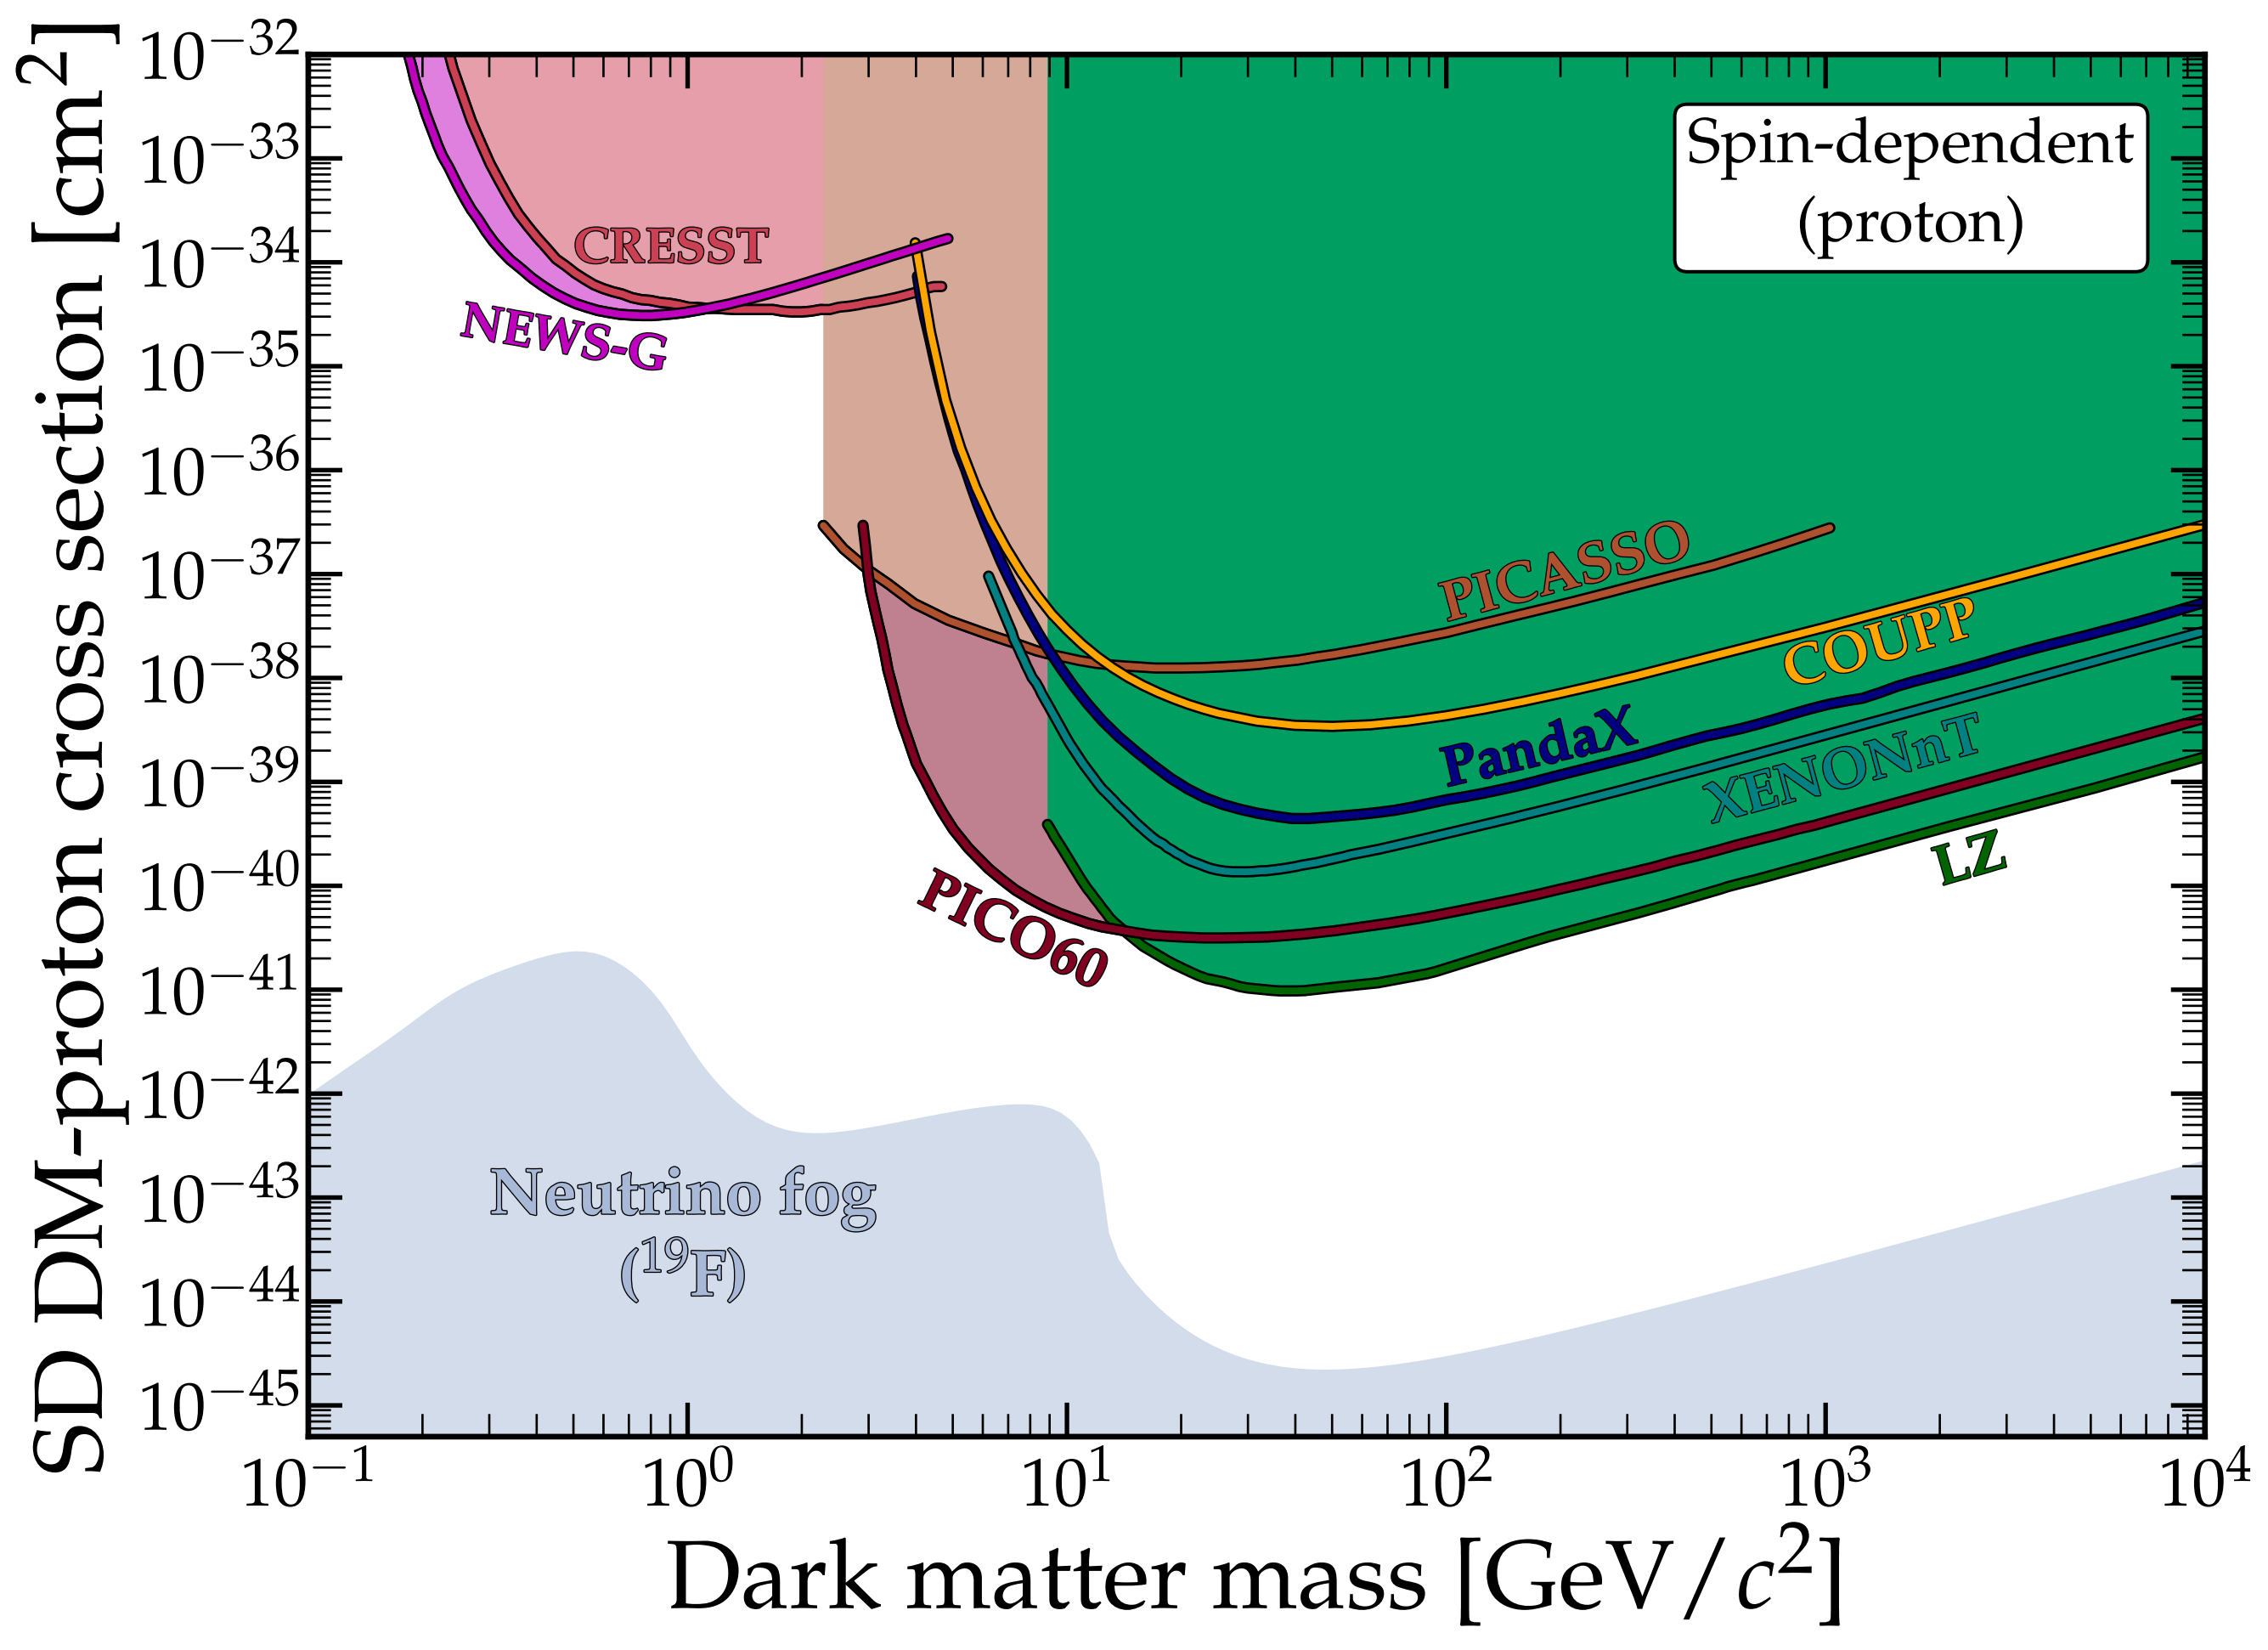 SD DM-proton cross section [cm²]
10⁻³²
10⁻³³
10⁻³⁴
10⁻³⁵
10⁻³⁶
10⁻³⁷
10⁻³⁸
10⁻³⁹
10⁻⁴⁰
10⁻⁴¹
10⁻⁴²
10⁻⁴³
10⁻⁴⁴
10⁻⁴⁵
Spin-dependent
(proton)
CRESST
NEWS-G
PICASSO
COUPP
PandaX
XENONnT
LZ
PICO60
Neutrino fog
(¹⁹F)
10⁻¹
10⁰
10¹
10²
10³
10⁴
Dark matter mass [GeV/c²]